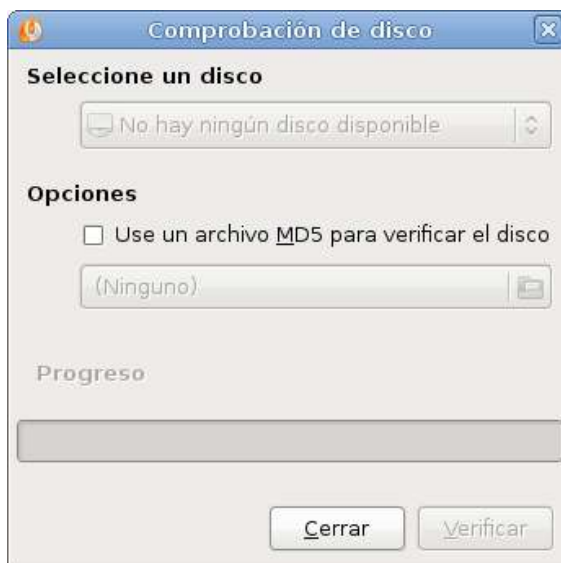 Comprobación de disco
Seleccione un disco
No hay ningún disco disponible
Opciones
Use un archivo MD5 para verificar el disco
(Ninguno)
Progreso
Cerrar
Verificar